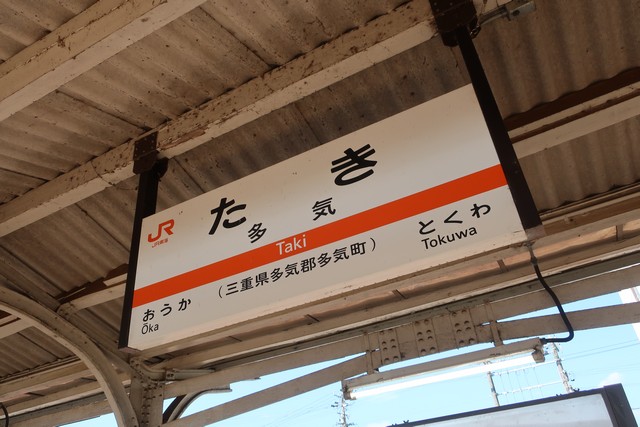 JR
JR東海
たき
多気
Taki
(三重県多気郡多気町)
おうか
Ōka
とくわ
Tokuwa